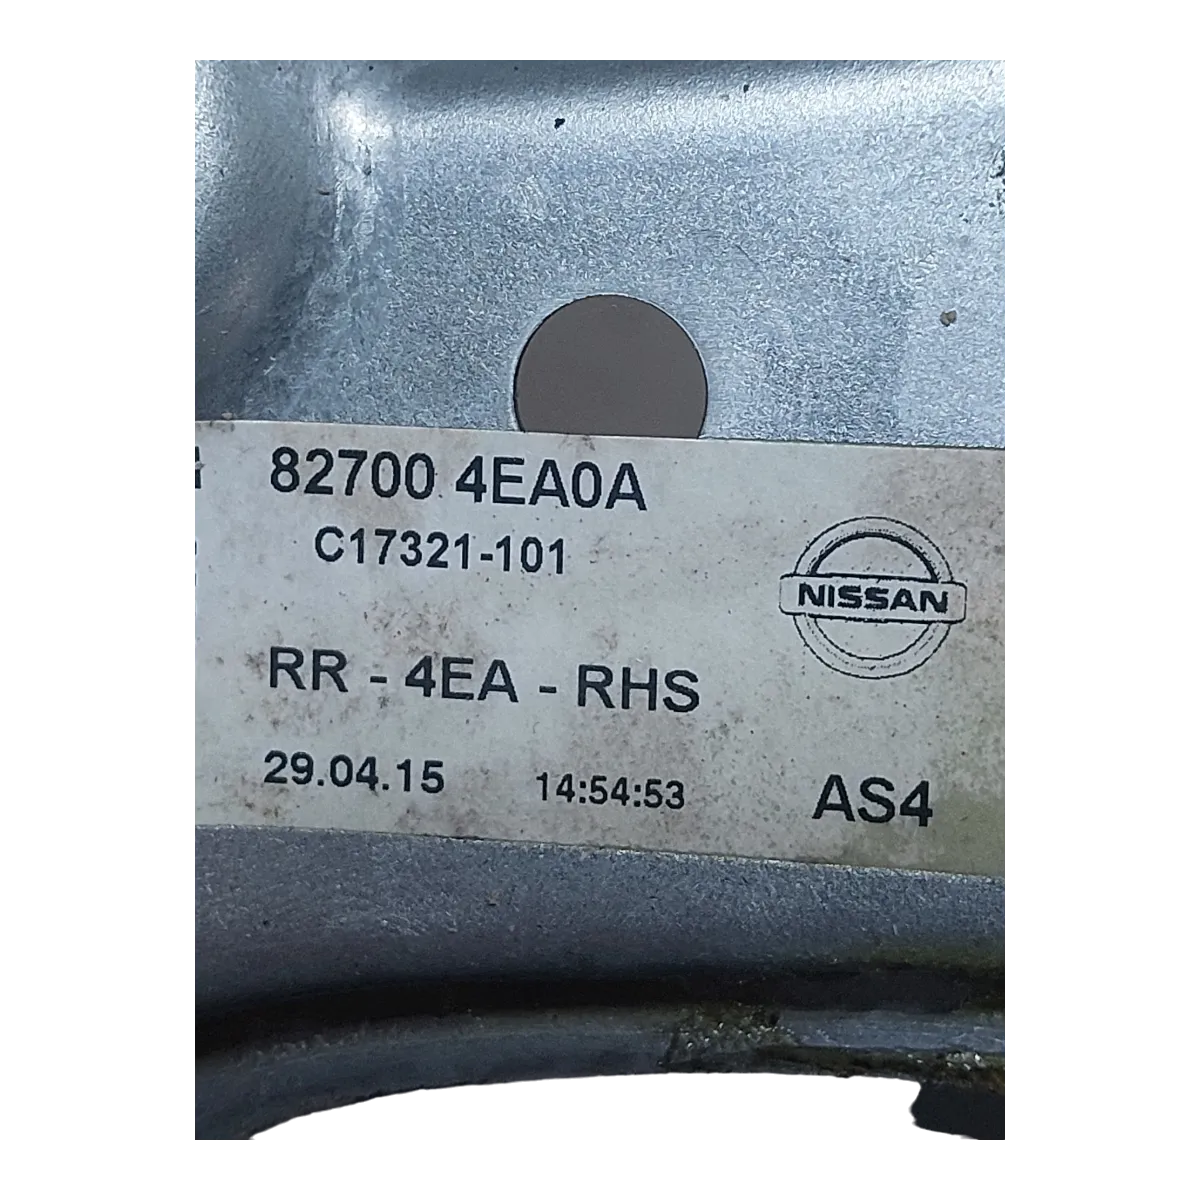 82700 4EA0A
C17321-101
NISSAN
RR - 4EA - RHS
29.04.15 14:54:53 AS4